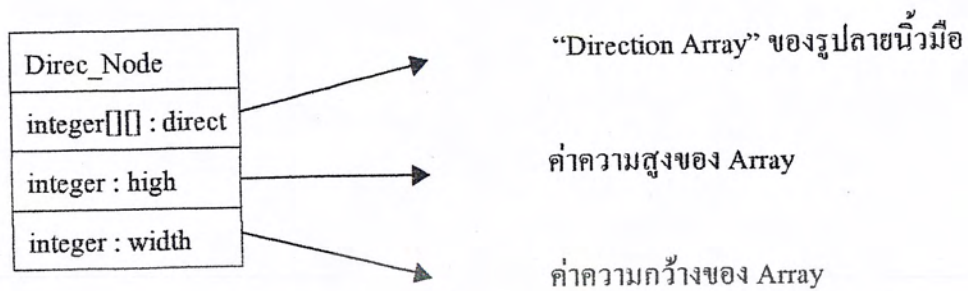 Direc_Node
integer[][] : direct
integer : high
integer : width
“Direction Array” ของรูปลายนิ้วมือ
ค่าความสูงของ Array
ค่าความกว้างของ Array